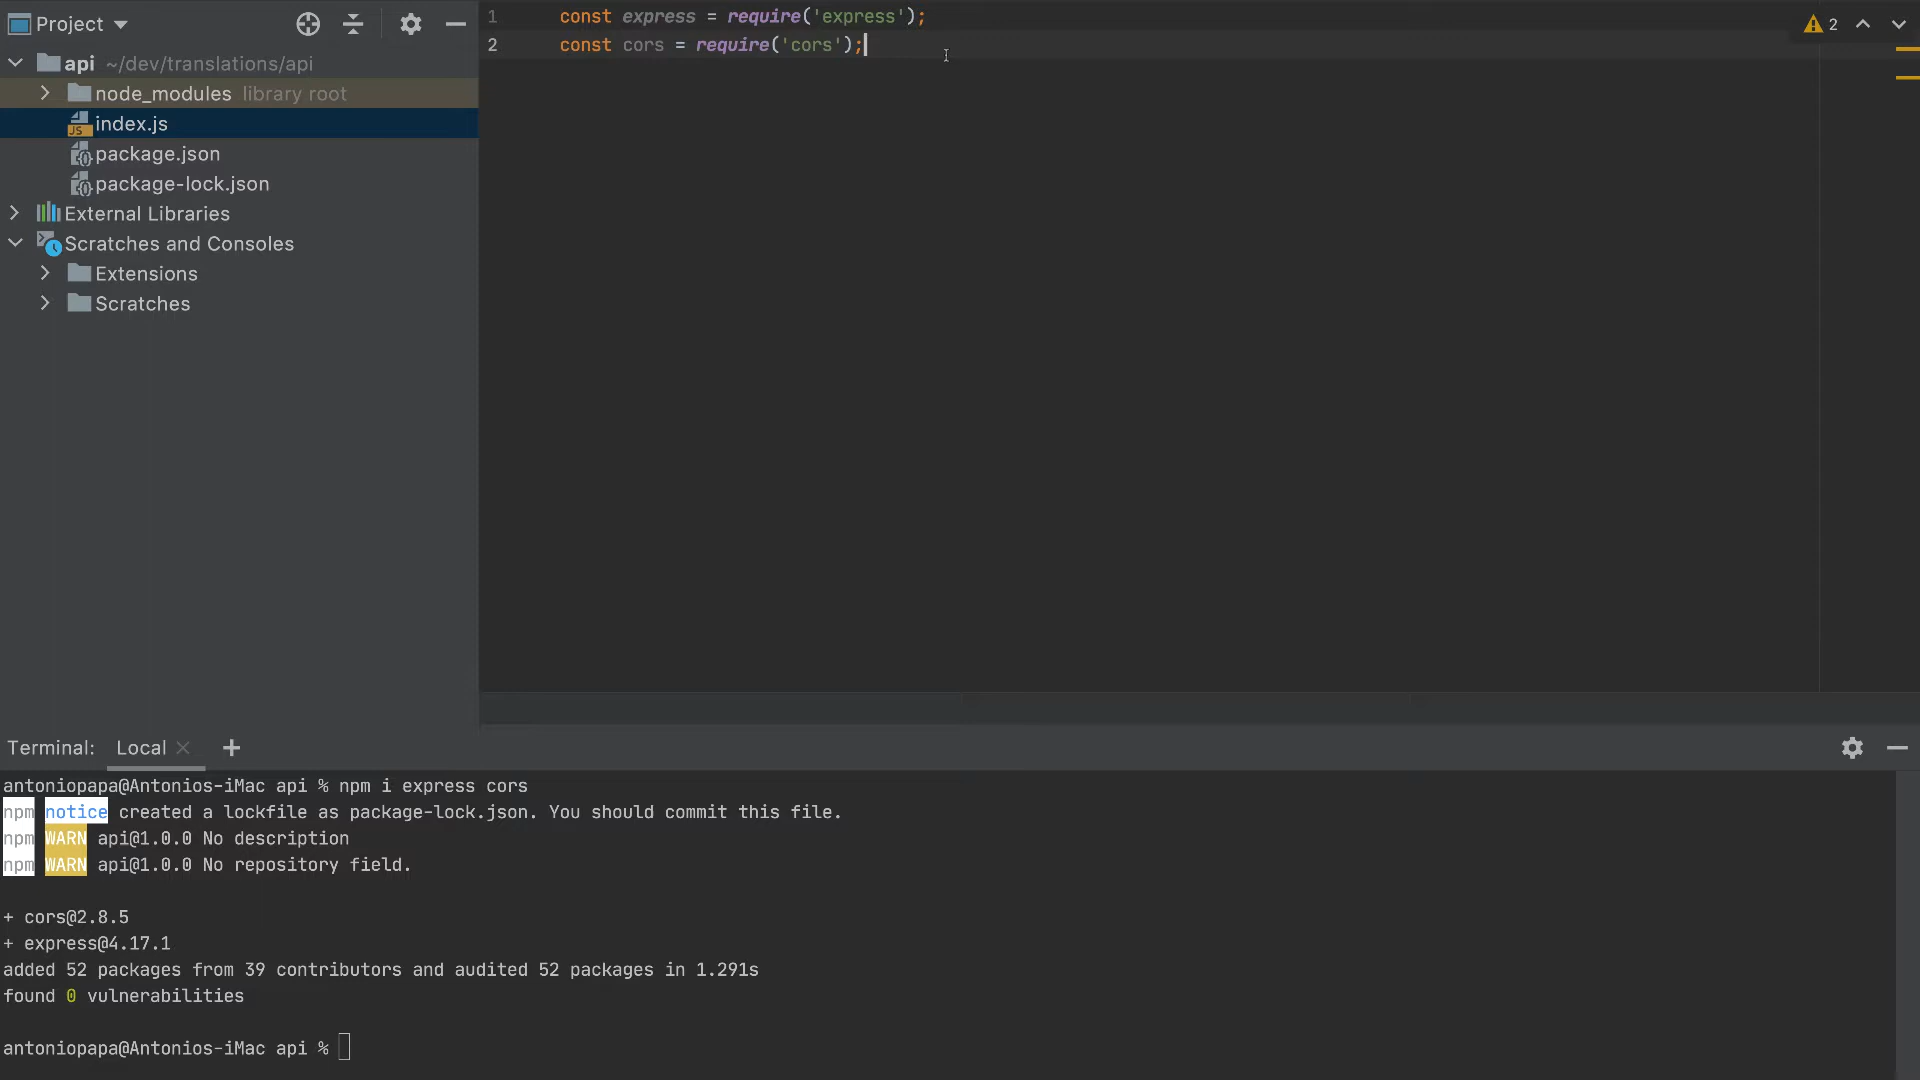 Project
api ~/dev/translations/api
node_modules library root
index.js
package.json
package-lock.json
External Libraries
Scratches and Consoles
Extensions
Scratches
1 const express = require('express');
2 const cors = require('cors');
2
Terminal: Local
antoniopapa@Antonios-iMac api % npm i express cors
npm notice created a lockfile as package-lock.json. You should commit this file.
npm WARN api@1.0.0 No description
npm WARN api@1.0.0 No repository field.
+ cors@2.8.5
+ express@4.17.1
added 52 packages from 39 contributors and audited 52 packages in 1.291s
found 0 vulnerabilities
antoniopapa@Antonios-iMac api %